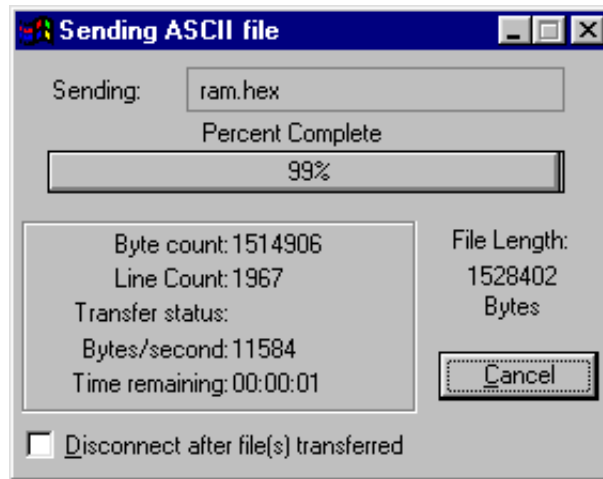 Sending ASCII file
Sending: ram.hex
Percent Complete
99%
Byte count: 1514906
Line Count: 1967
Transfer status:
Bytes/second: 11584
Time remaining: 00:00:01
File Length:
1528402
Bytes
Cancel
Disconnect after file(s) transferred